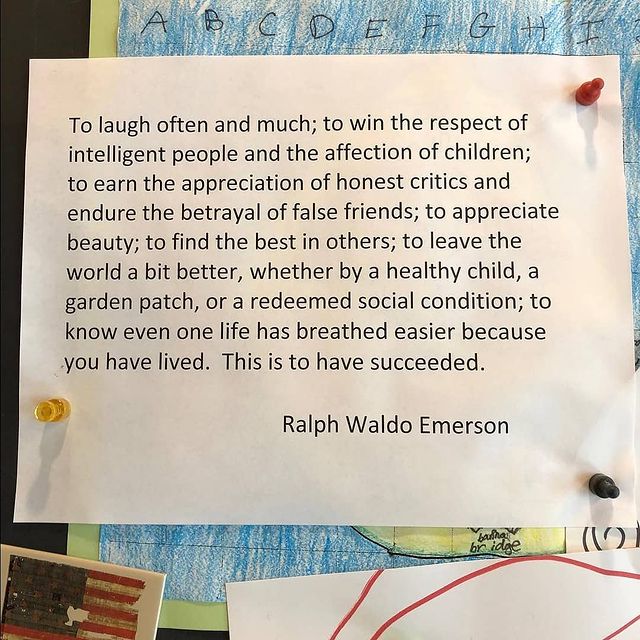 A B C D E F G H I
To laugh often and much; to win the respect of
intelligent people and the affection of children;
to earn the appreciation of honest critics and
endure the betrayal of false friends; to appreciate
beauty; to find the best in others; to leave the
world a bit better, whether by a healthy child, a
garden patch, or a redeemed social condition; to
know even one life has breathed easier because
you have lived.  This is to have succeeded.
Ralph Waldo Emerson
bridge